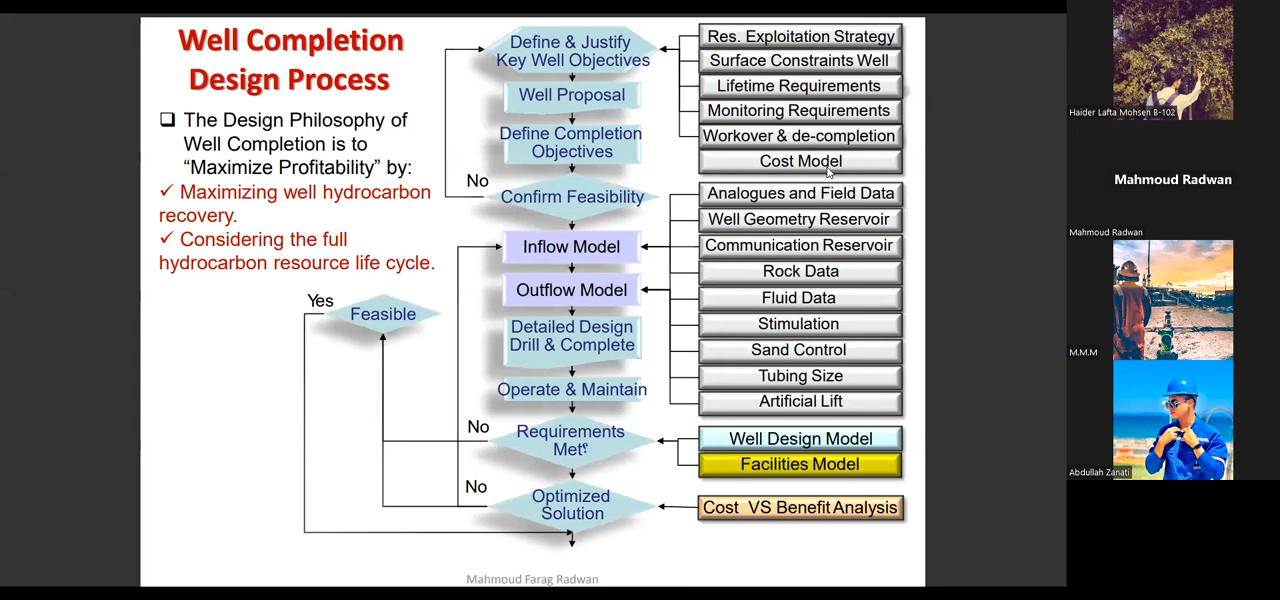 Well Completion
Design Process
❑ The Design Philosophy of
Well Completion is to
“Maximize Profitability” by:
✓ Maximizing well hydrocarbon
recovery.
✓ Considering the full
hydrocarbon resource life cycle.
Define & Justify
Key Well Objectives
Well Proposal
Define Completion
Objectives
No
Confirm Feasibility
Inflow Model
Outflow Model
Yes
Feasible
Detailed Design
Drill & Complete
Operate & Maintain
No
Requirements
Met؟
No
Optimized
Solution
Res. Exploitation Strategy
Surface Constraints Well
Lifetime Requirements
Monitoring Requirements
Workover & de-completion
Cost Model
Analogues and Field Data
Well Geometry Reservoir
Communication Reservoir
Rock Data
Fluid Data
Stimulation
Sand Control
Tubing Size
Artificial Lift
Well Design Model
Facilities Model
Cost VS Benefit Analysis
Mahmoud Farag Radwan
Haider Lafta Mohsen B-102
Mahmoud Radwan
Mahmoud Radwan
M.M.M
Abdullah Zanati